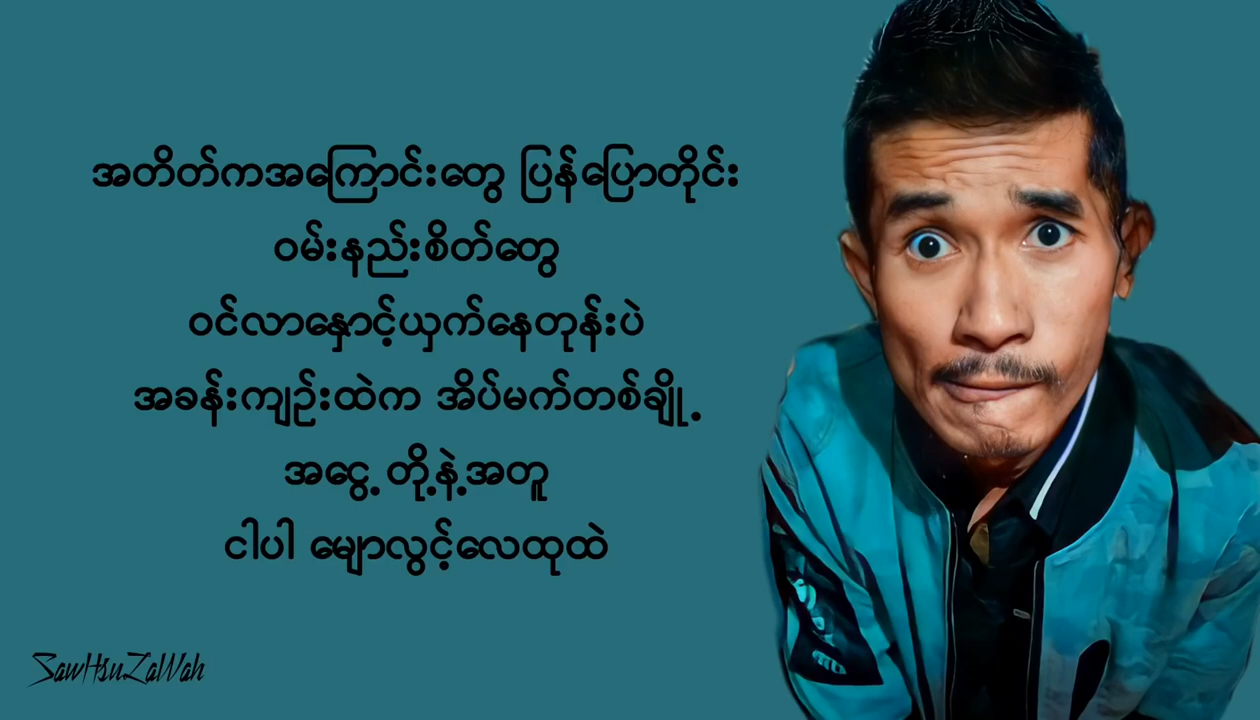 အတိတ်ကအကြောင်းတွေ ပြန်ပြောတိုင်း
ဝမ်းနည်းစိတ်တွေ
ဝင်လာနှောင့်ယှက်နေတုန်းပဲ
အခန်းကျဉ်းထဲက အိပ်မက်တစ်ချို့
အငွေ့တို့နဲ့အတူ
ငါပါ မျောလွင့်လေထုထဲ
SawHsuZaWah